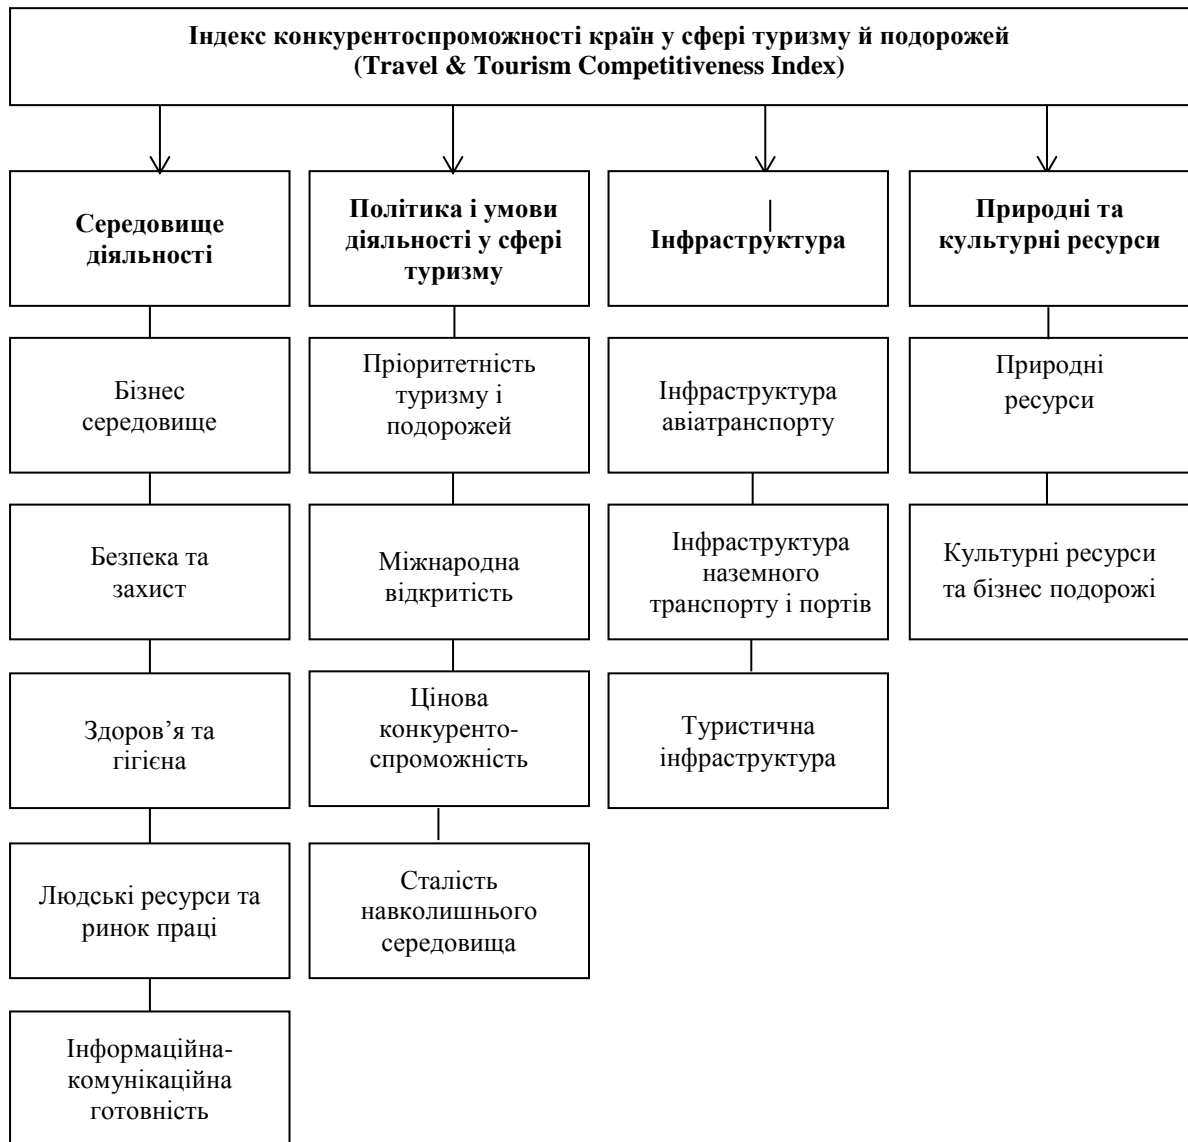 Індекс конкурентоспроможності країн у сфері туризму й подорожей
(Travel & Tourism Competitiveness Index)
Середовище
діяльності
Політика і умови
діяльності у сфері
туризму
Інфраструктура
Природні та
культурні ресурси
Бізнес
середовище
Пріоритетність
туризму і
подорожей
Інфраструктура
авіатранспорту
Природні
ресурси
Безпека та
захист
Міжнародна
відкритість
Інфраструктура
наземного
транспорту і портів
Культурні ресурси
та бізнес подорожі
Здоров’я та
гігієна
Цінова
конкуренто-
спроможність
Туристична
інфраструктура
Людські ресурси та
ринок праці
Сталість
навколишнього
середовища
Інформаційна-
комунікаційна
готовність